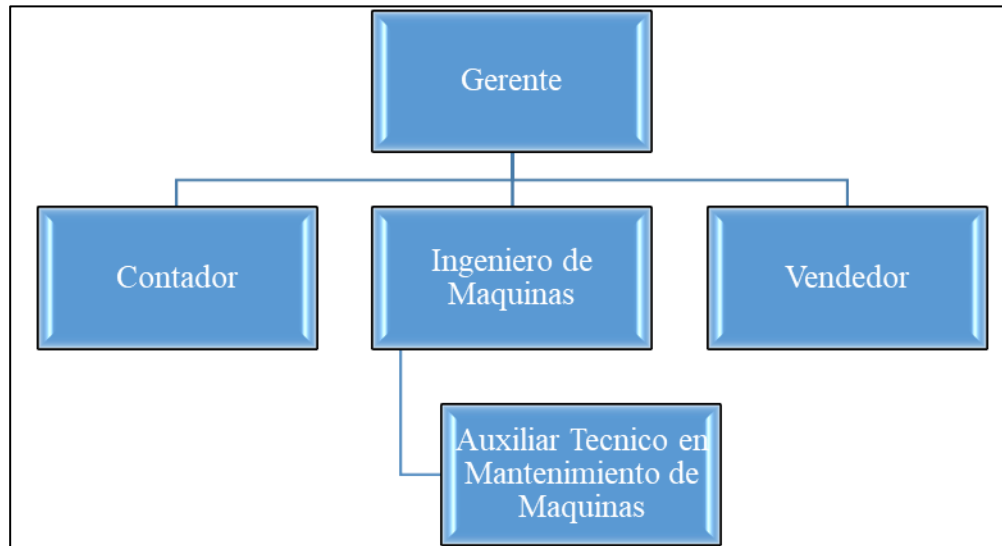 Gerente
Contador
Ingeniero de
Maquinas
Vendedor
Auxiliar Tecnico en
Mantenimiento de
Maquinas